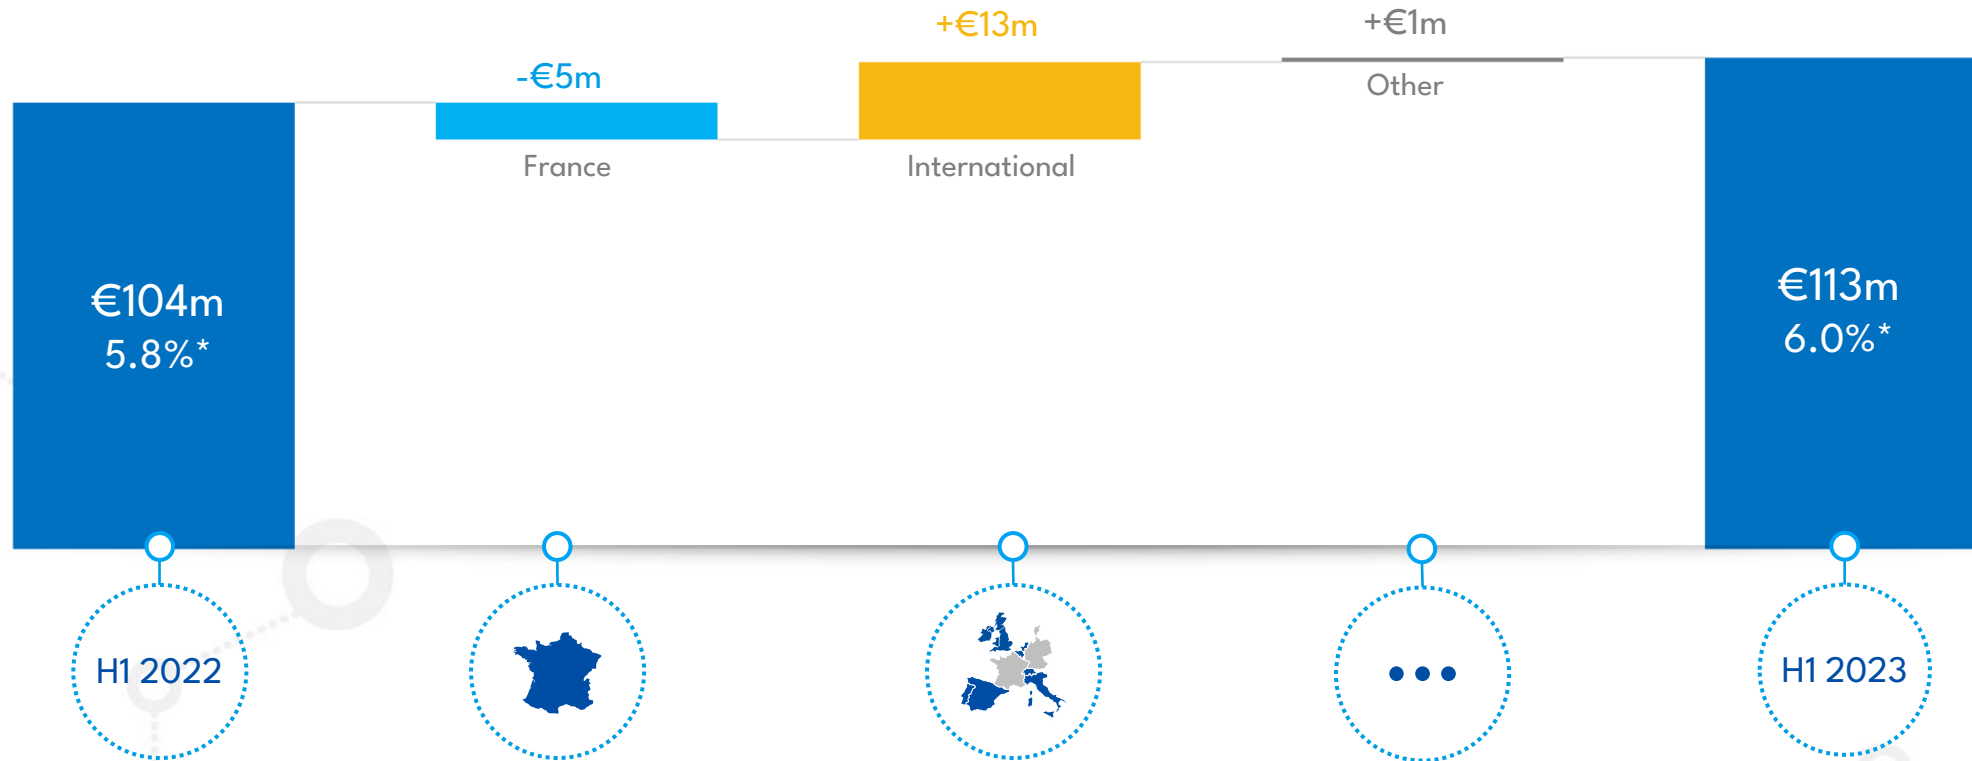 +€13m
+€1m
-€5m
Other
France
International
€104m
5.8%*
€113m
6.0%*
H1 2022
H1 2023